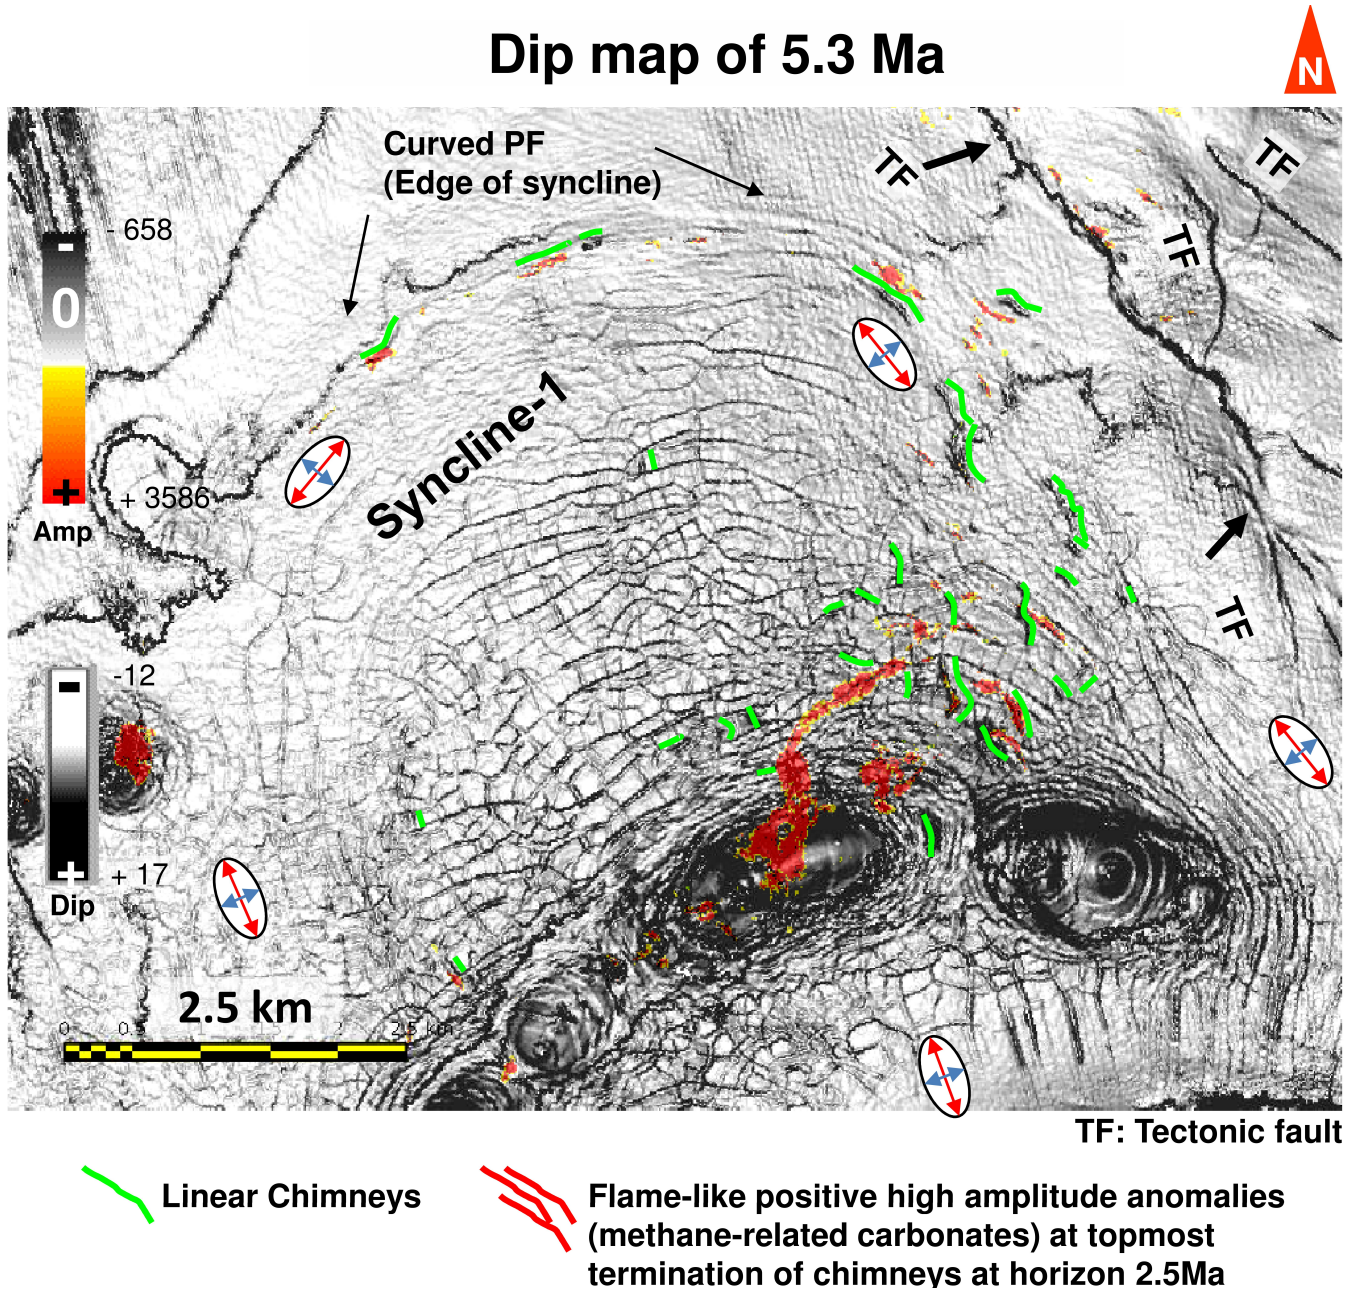 Dip map of 5.3 Ma
N
Curved PF
(Edge of syncline)
TF
TF
TF
- 658
-
0
+
+ 3586
Amp
Syncline-1
TF
-12
-
+
+ 17
Dip
2.5 km
0 0.5 2 2.5 km
TF: Tectonic fault
Linear Chimneys
Flame-like positive high amplitude anomalies
(methane-related carbonates) at topmost
termination of chimneys at horizon 2.5Ma